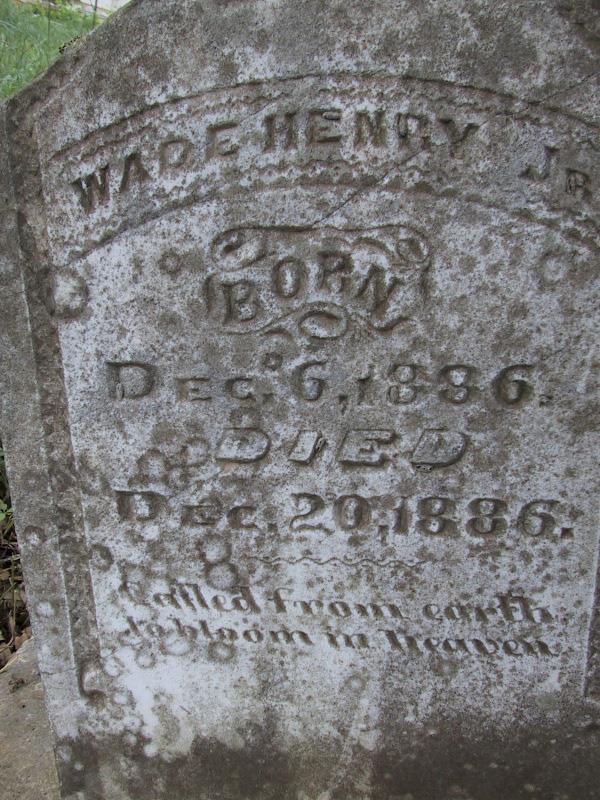 WADE HENRY JR
BORN
DEC. 6, 1886.
DIED
DEC. 20, 1886.
Called from earth
to bloom in heaven